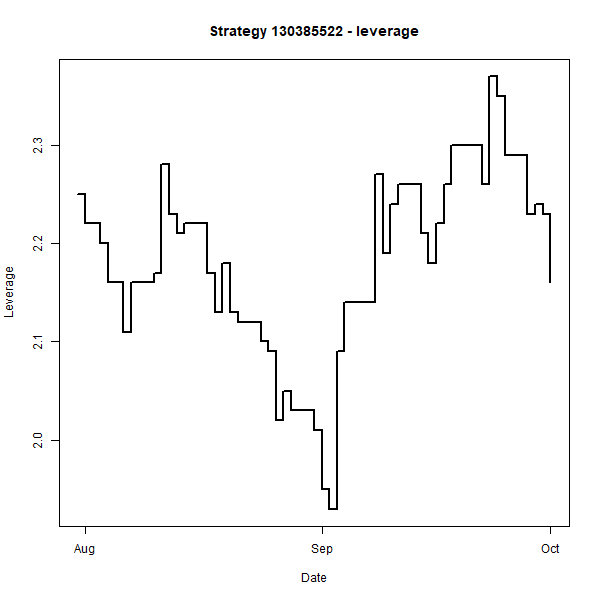 Strategy 130385522 - leverage
Leverage
2.3
2.2
2.1
2.0
Aug
Sep
Oct
Date